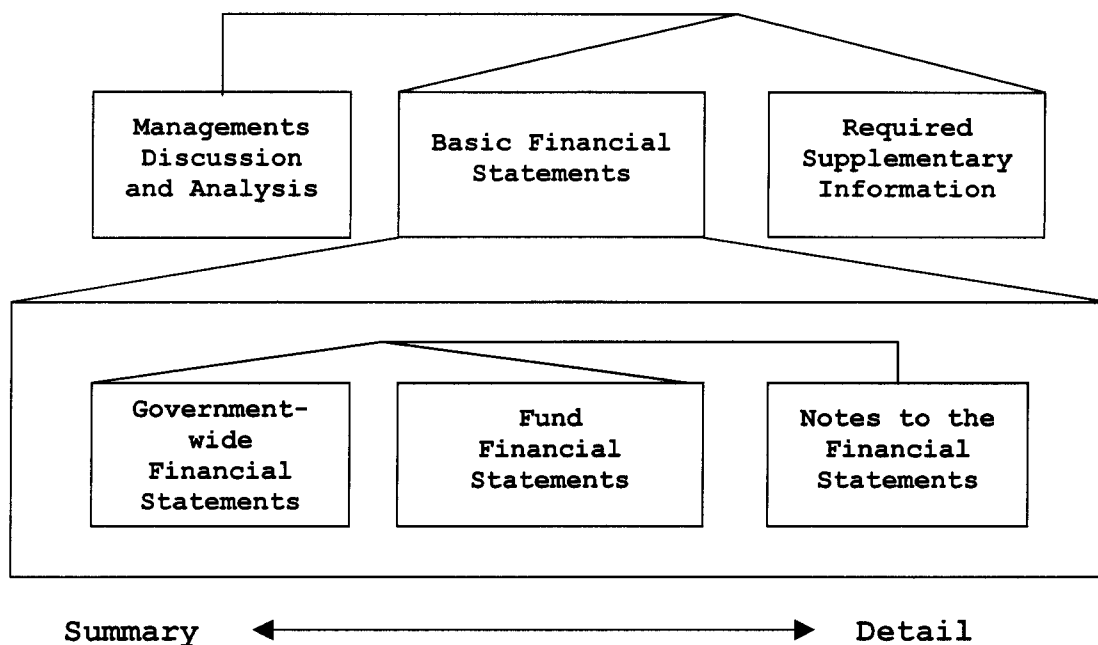 Managements
Discussion
and Analysis
Basic Financial
Statements
Required
Supplementary
Information
Government-
wide
Financial
Statements
Fund
Financial
Statements
Notes to the
Financial
Statements
Summary
Detail